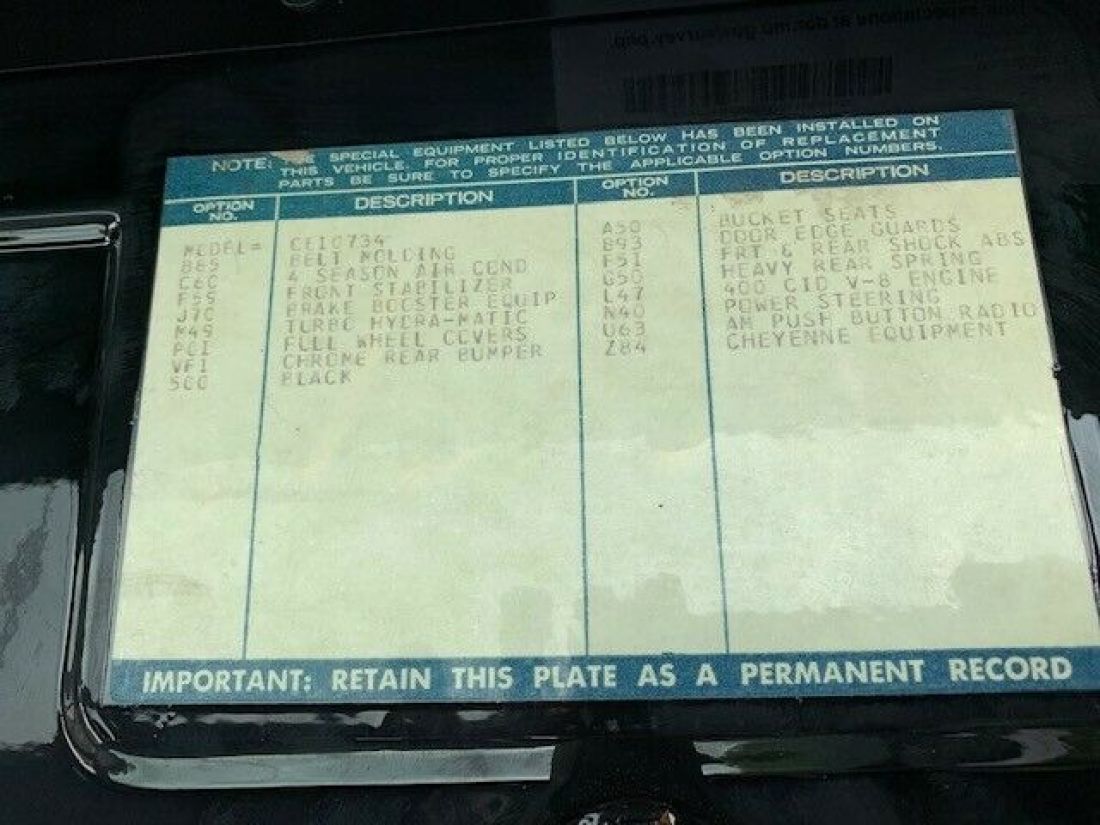 NOTE: SPECIAL EQUIPMENT LISTED BELOW HAS BEEN INSTALLED ON
THIS VEHICLE. FOR PROPER IDENTIFICATION OF REPLACEMENT
PARTS BE SURE TO SPECIFY THE APPLICABLE OPTION NUMBERS.
OPTION NO. DESCRIPTION
MODEL= CE10734
B85 BELT MOLDING
C60 4 SEASON AIR COND
F59 FRONT STABILIZER
J70 BRAKE BOOSTER EQUIP
M49 TURBO HYDRA-MATIC
PC1 FULL WHEEL COVERS
VF1 CHROME REAR BUMPER
500 BLACK
OPTION NO. DESCRIPTION
A50 BUCKET SEATS
B93 DOOR EDGE GUARDS
F51 FRT & REAR SHOCK ABS
G50 HEAVY REAR SPRING
L47 400 CID V-8 ENGINE
N40 POWER STEERING
U63 AM PUSH BUTTON RADIO
Z84 CHEYENNE EQUIPMENT
IMPORTANT: RETAIN THIS PLATE AS A PERMANENT RECORD